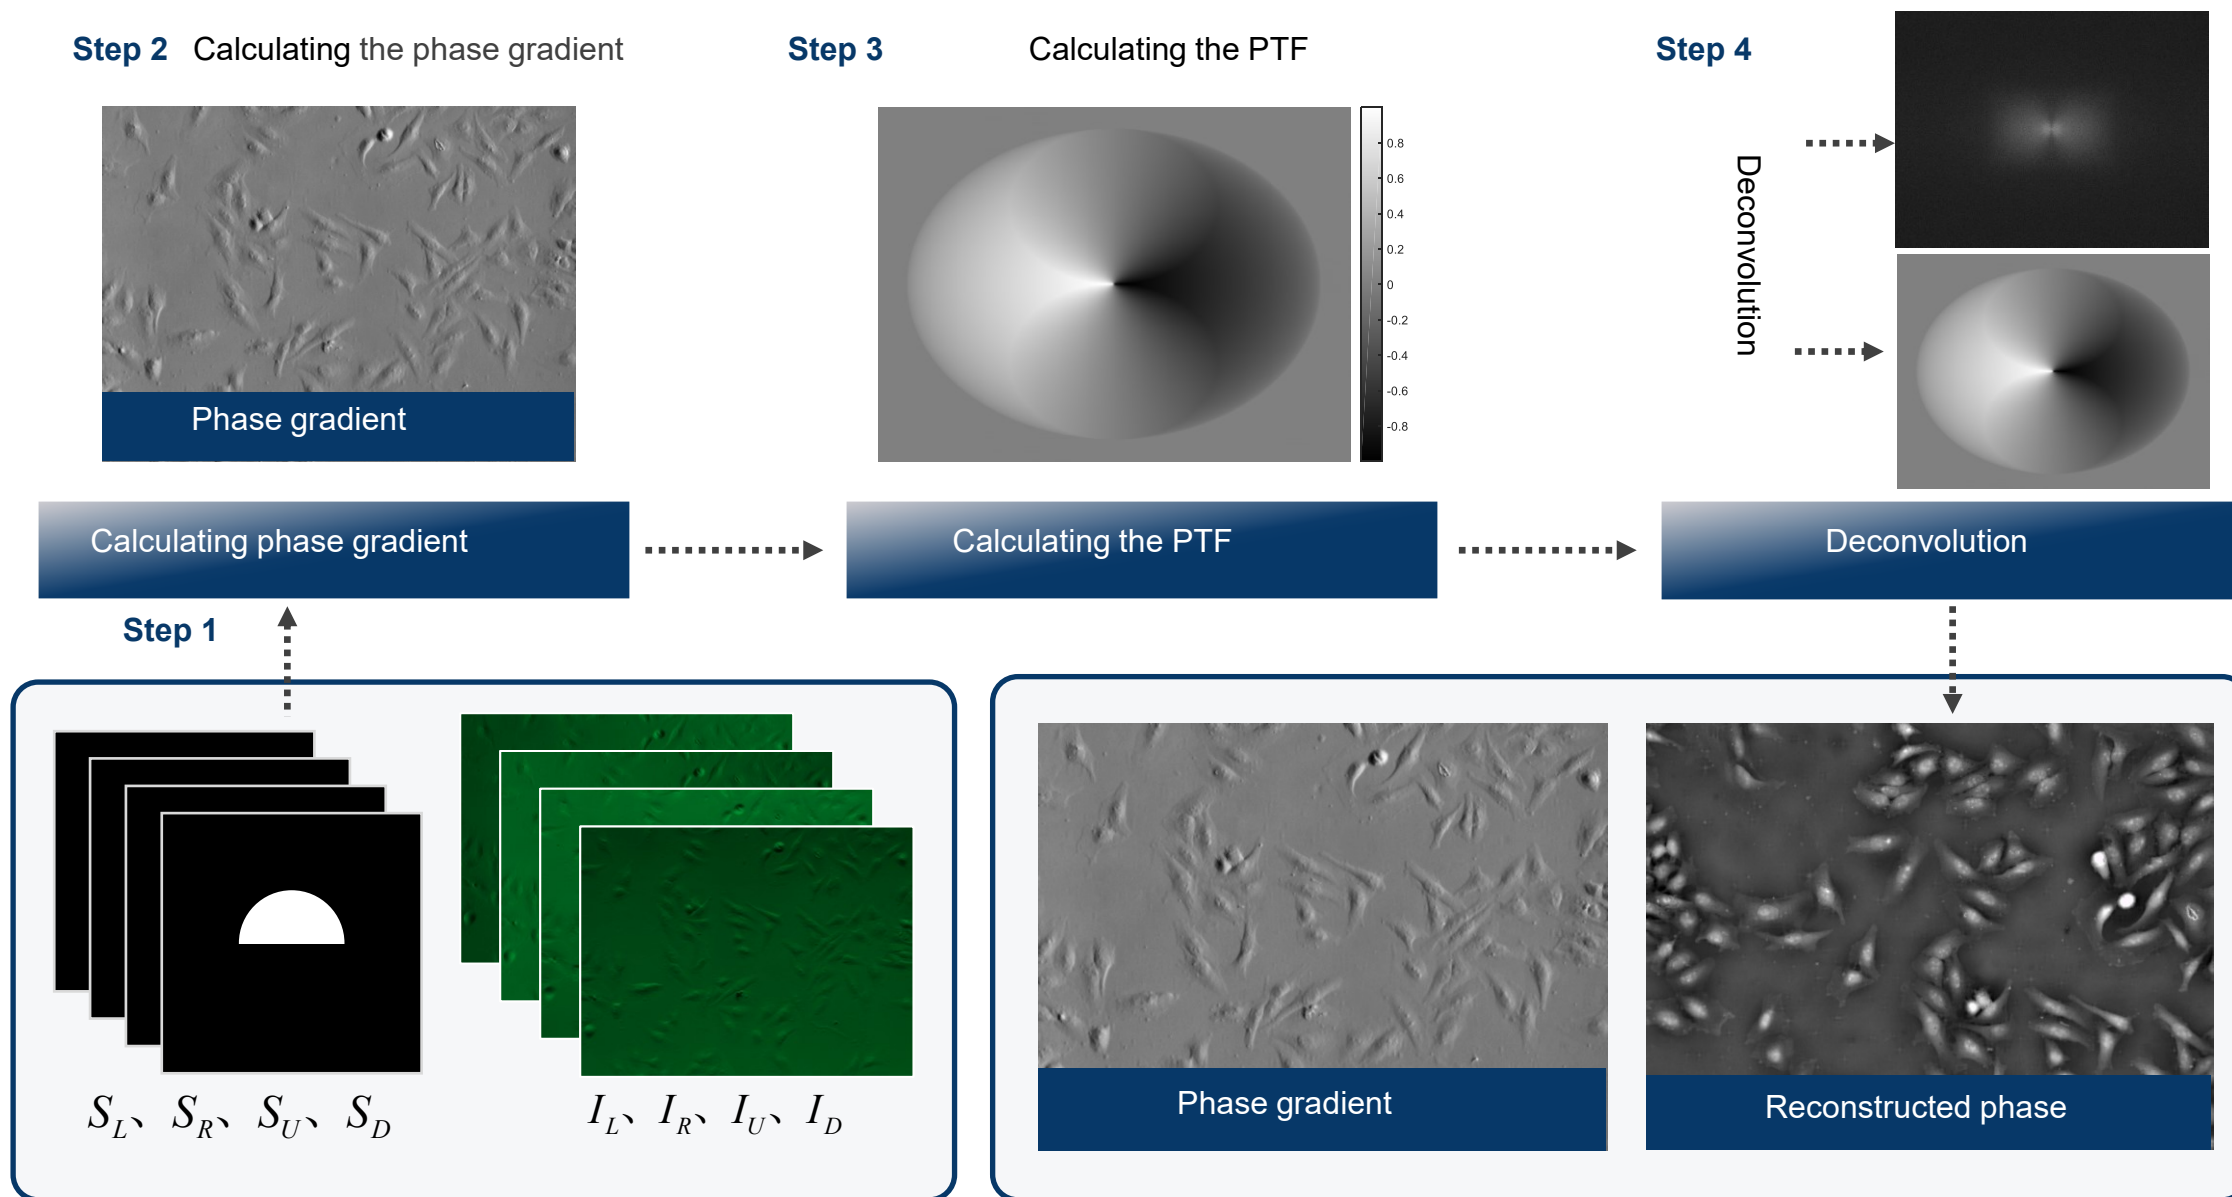 Step 2 Calculating the phase gradient
Step 3 Calculating the PTF
Step 4
Phase gradient
0.8
0.6
0.4
0.2
0
-0.2
-0.4
-0.6
-0.8
Deconvolution
Calculating phase gradient
Calculating the PTF
Deconvolution
Step 1
S_L、S_R、S_U、S_D
I_L、I_R、I_U、I_D
Phase gradient
Reconstructed phase